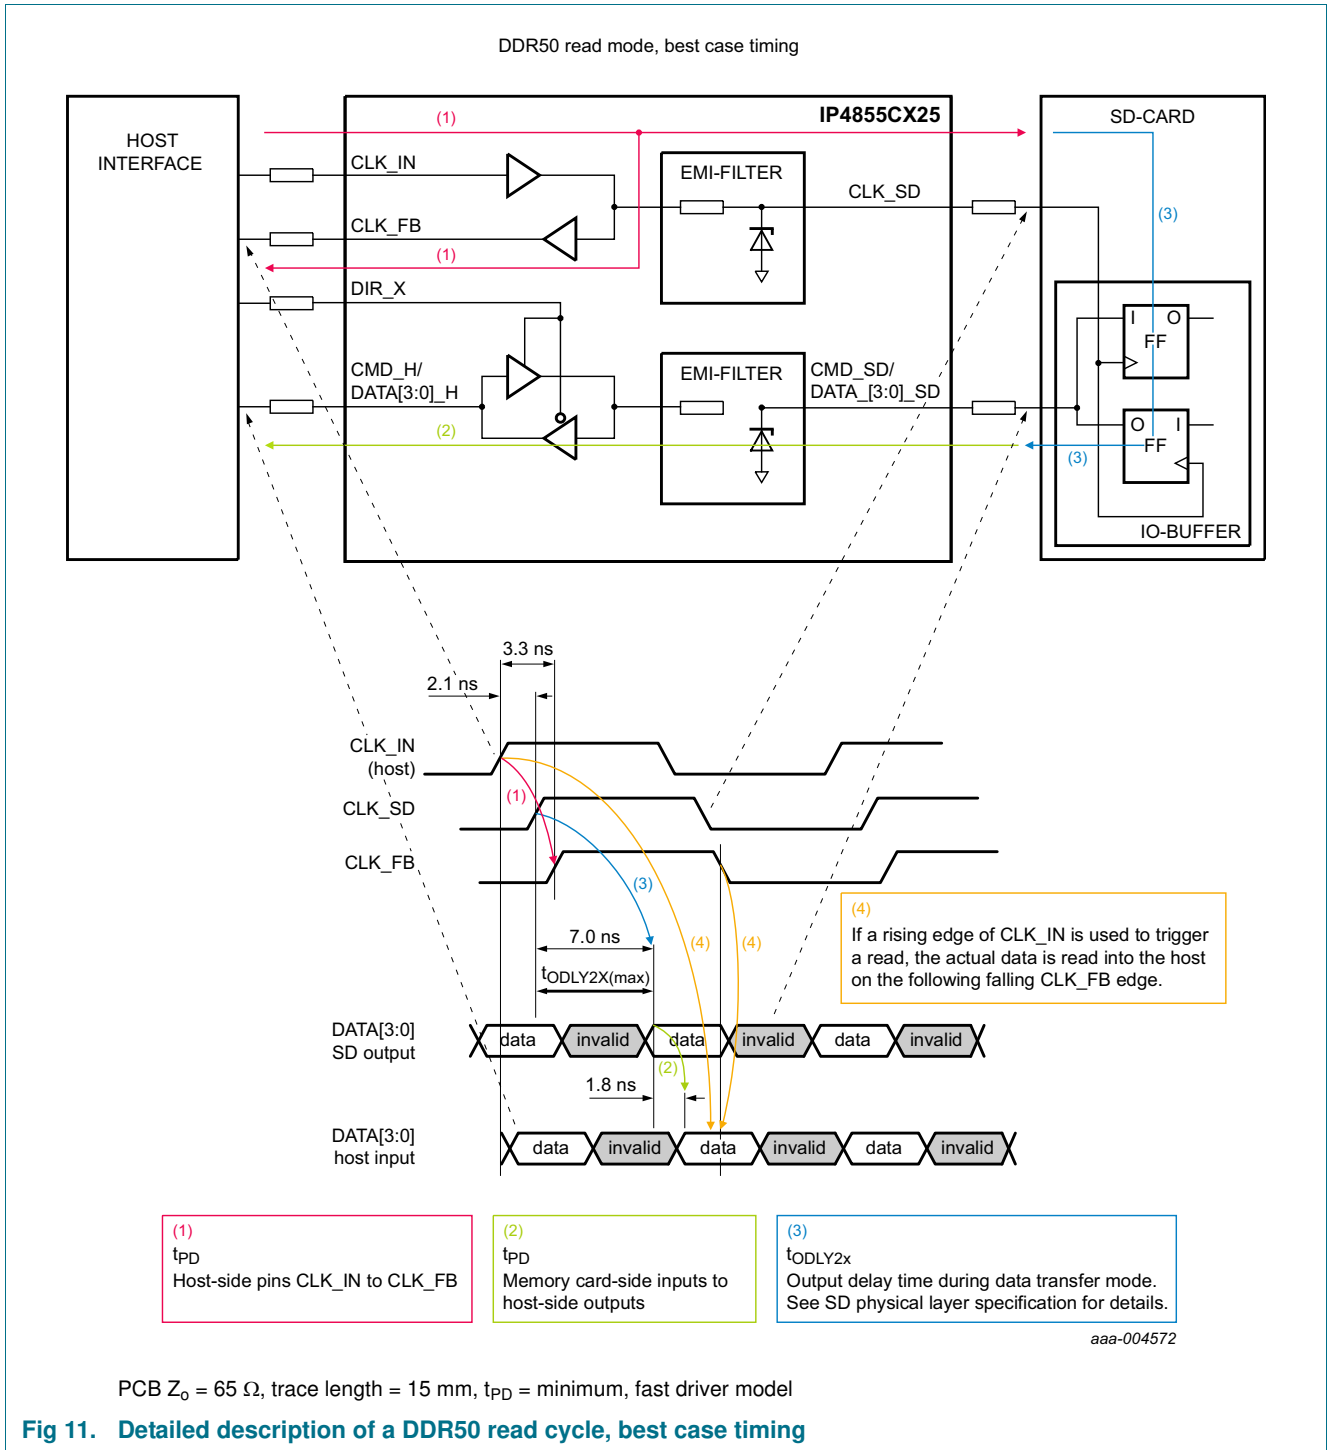 DDR50 read mode, best case timing
HOST
INTERFACE
IP4855CX25
SD-CARD
(1)
CLK_IN
EMI-FILTER
CLK_SD
(3)
CLK_FB
(1)
DIR_X
I O
FF
CMD_H/
DATA[3:0]_H
EMI-FILTER
CMD_SD/
DATA_[3:0]_SD
(2)
O I
FF
(3)
IO-BUFFER
3.3 ns
2.1 ns
CLK_IN
(host)
(1)
CLK_SD
CLK_FB
(3)
(4)
(4)
7.0 ns
tODLY2X(max)
(4)
If a rising edge of CLK_IN is used to trigger
a read, the actual data is read into the host
on the following falling CLK_FB edge.
DATA[3:0]
SD output
data invalid data invalid data invalid
(2)
1.8 ns
DATA[3:0]
host input
data invalid data invalid data invalid
(1)
tPD
Host-side pins CLK_IN to CLK_FB
(2)
tPD
Memory card-side inputs to
host-side outputs
(3)
tODLY2x
Output delay time during data transfer mode.
See SD physical layer specification for details.
aaa-004572
PCB Zo = 65 Ω, trace length = 15 mm, tPD = minimum, fast driver model
Fig 11. Detailed description of a DDR50 read cycle, best case timing